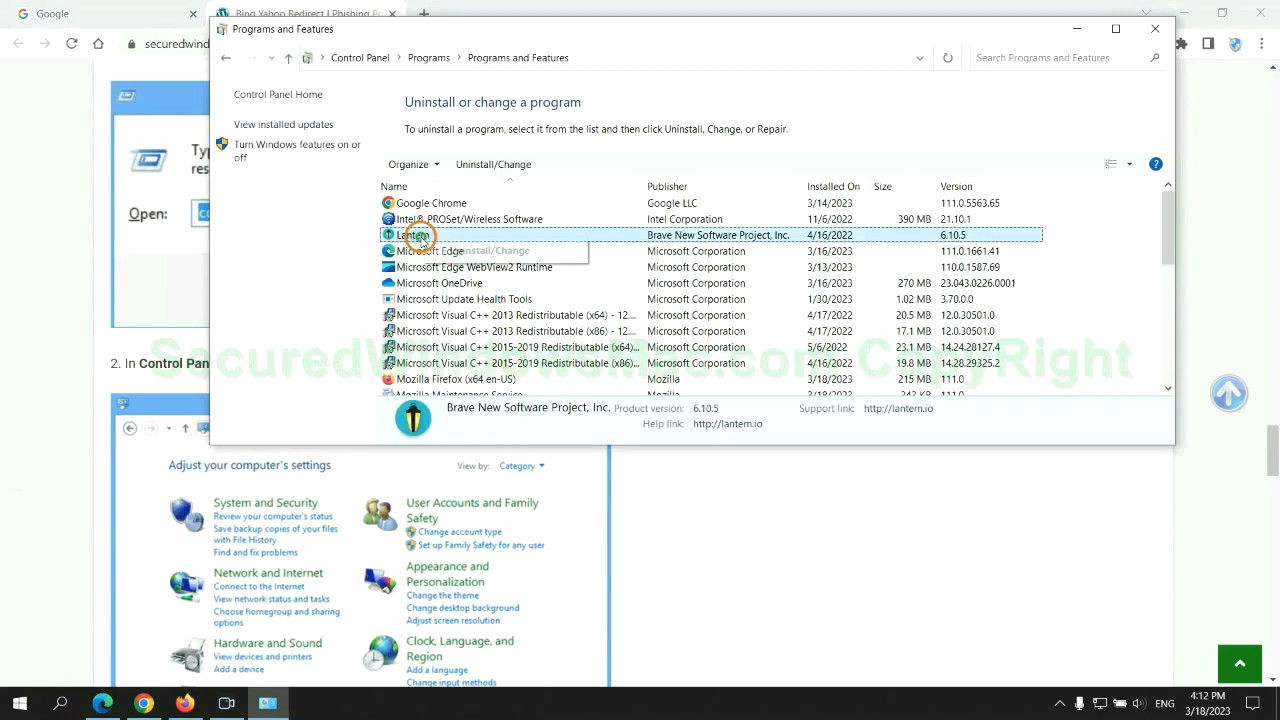 Google
Bing Yahoo Redirect | Phishing P
securedwind
Programs and Features
Control Panel
Programs
Programs and Features
Search Programs and Features
Control Panel Home
View installed updates
Turn Windows features on or
off
Uninstall or change a program
To uninstall a program, select it from the list and then click Uninstall, Change, or Repair.
Organize
Uninstall/Change
Name Publisher Installed On Size Version
Google Chrome Google LLC 3/14/2023 111.0.5563.65
Intel® PROSet/Wireless Software Intel Corporation 11/6/2022 390 MB 21.10.1
Lantern Brave New Software Project, Inc. 4/16/2022 6.10.5
Microsoft Edge Microsoft Corporation 3/16/2023 111.0.1661.41
Uninstall/Change
Microsoft Edge WebView2 Runtime Microsoft Corporation 3/13/2023 110.0.1587.69
Microsoft OneDrive Microsoft Corporation 3/16/2023 270 MB 23.043.0226.0001
Microsoft Update Health Tools Microsoft Corporation 1/30/2023 1.02 MB 3.70.0.0
Microsoft Visual C++ 2013 Redistributable (x64) - 12.... Microsoft Corporation 4/17/2022 20.5 MB 12.0.30501.0
Microsoft Visual C++ 2013 Redistributable (x86) - 12.... Microsoft Corporation 4/17/2022 17.1 MB 12.0.30501.0
Microsoft Visual C++ 2015-2019 Redistributable (x64)... Microsoft Corporation 5/6/2022 23.1 MB 14.24.28127.4
Microsoft Visual C++ 2015-2019 Redistributable (x86)... Microsoft Corporation 4/16/2022 19.8 MB 14.28.29325.2
Mozilla Firefox (x64 en-US) Mozilla 3/18/2023 215 MB 111.0
Mozilla Maintenance Service Mozilla 3/18/2023 343 KB 111.0
Brave New Software Project, Inc. Product version: 6.10.5 Support link: http://lantern.io
Help link: http://lantern.io
Ty
res
Open:
2. In Control Pan
Adjust your computer's settings
View by: Category
System and Security
Review your computer's status
Save backup copies of your files
with File History
Find and fix problems
Network and Internet
Connect to the Internet
View network status and tasks
Choose homegroup and sharing
options
Hardware and Sound
View devices and printers
Add a device
User Accounts and Family
Safety
Change account type
Set up Family Safety for any user
Appearance and
Personalization
Change the theme
Change desktop background
Adjust screen resolution
Clock, Language, and
Region
Add a language
Change input methods
ENG
4:12 PM
3/18/2023